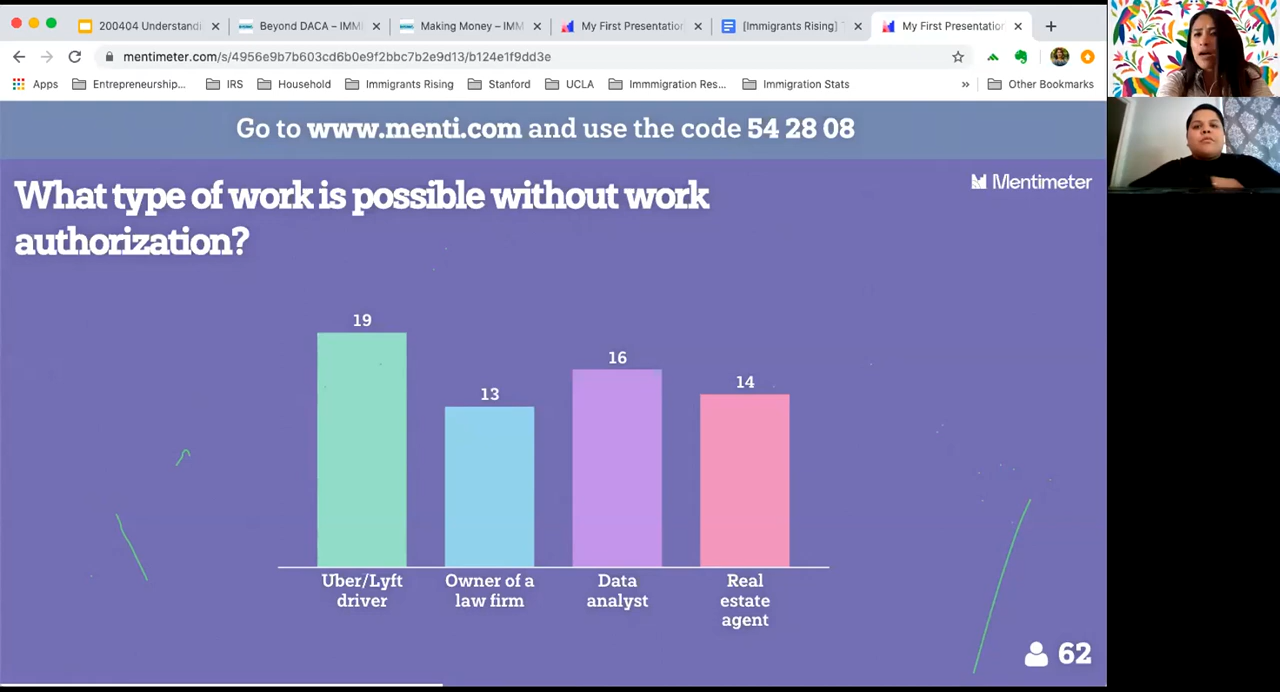 200404 Understandi
Beyond DACA – IMMI
Making Money – IMM
My First Presentation
[Immigrants Rising] T
My First Presentation
mentimeter.com/s/4956e9b7b603cd6b0e9f2bbc7b2e9d13/b124e1f9dd3e
Apps
Entrepreneurship...
IRS
Household
Immigrants Rising
Stanford
UCLA
Immmigration Res...
Immigration Stats
»
Other Bookmarks
Go to www.menti.com and use the code 54 28 08
What type of work is possible without work
authorization?
Mentimeter
19
13
16
14
Uber/Lyft
driver
Owner of a
law firm
Data
analyst
Real
estate
agent
62